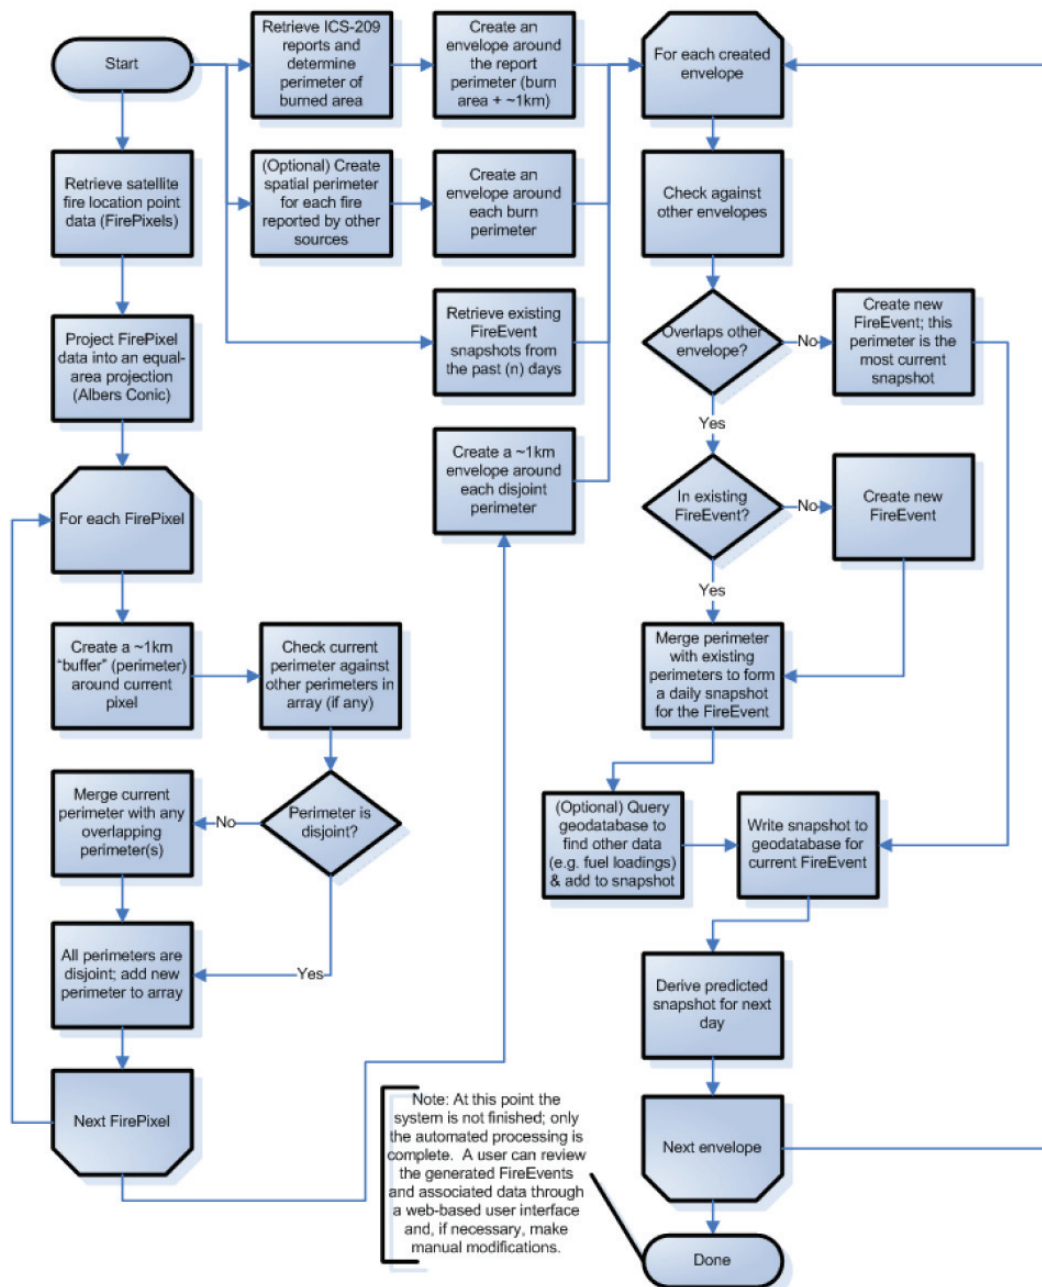 Start
Retrieve ICS-209
reports and
determine
perimeter of
burned area
Create an
envelope around
the report
perimeter (burn
area + ~1km)
For each created
envelope
Retrieve satellite
fire location point
data (FirePixels)
(Optional) Create
spatial perimeter
for each fire
reported by other
sources
Create an
envelope around
each burn
perimeter
Check against
other envelopes
Project FirePixel
data into an equal-
area projection
(Albers Conic)
Retrieve existing
FireEvent
snapshots from
the past (n) days
Overlaps other
envelope?
No
Create new
FireEvent; this
perimeter is the
most current
snapshot
Yes
Create a ~1km
envelope around
each disjoint
perimeter
For each FirePixel
In existing
FireEvent?
No
Create new
FireEvent
Yes
Create a ~1km
"buffer" (perimeter)
around current
pixel
Check current
perimeter against
other perimeters in
array (if any)
Merge perimeter
with existing
perimeters to form
a daily snapshot
for the FireEvent
Merge current
perimeter with any
overlapping
perimeter(s)
No
Perimeter is
disjoint?
(Optional) Query
geodatabase to
find other data
(e.g. fuel loadings)
& add to snapshot
Write snapshot to
geodatabase for
current FireEvent
All perimeters are
disjoint; add new
perimeter to array
Yes
Derive predicted
snapshot for next
day
Next FirePixel
Note: At this point the
system is not finished; only
the automated processing is
complete. A user can review
the generated FireEvents
and associated data through
a web-based user interface
and, if necessary, make
manual modifications.
Next envelope
Done